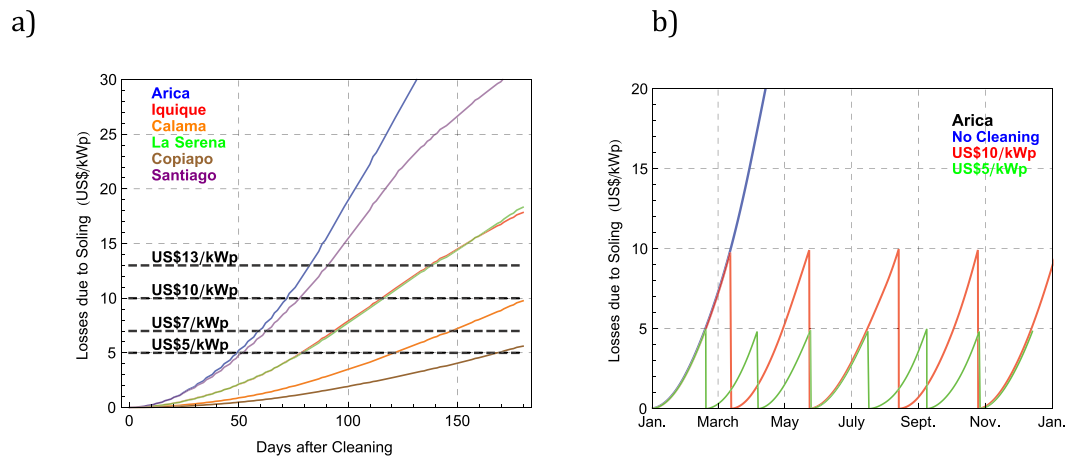 a)
b)
30
25
20
15
10
5
0
0
50
100
150
Losses due to Soling (US$/kWp)
Days after Cleaning
Arica
Iquique
Calama
La Serena
Copiapo
Santiago
US$13/kWp
US$10/kWp
US$7/kWp
US$5/kWp
20
15
10
5
0
Jan.
March
May
July
Sept.
Nov.
Jan.
Losses due to Soling (US$/kWp)
Arica
No Cleaning
US$10/kWp
US$5/kWp